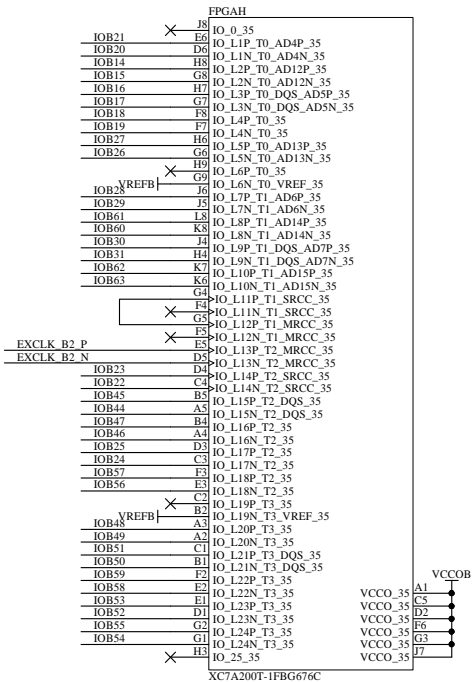 FPGAH
J8 IO_0_35
IOB21 E6 IO_L1P_T0_AD4P_35
IOB20 D6 IO_L1N_T0_AD4N_35
IOB14 H8 IO_L2P_T0_AD12P_35
IOB15 G8 IO_L2N_T0_AD12N_35
IOB16 H7 IO_L3P_T0_DQS_AD5P_35
IOB17 G7 IO_L3N_T0_DQS_AD5N_35
IOB18 F8 IO_L4P_T0_35
IOB19 F7 IO_L4N_T0_35
IOB27 H6 IO_L5P_T0_AD13P_35
IOB26 G6 IO_L5N_T0_AD13N_35
H9 IO_L6P_T0_35
VREFB G9 IO_L6N_T0_VREF_35
IOB28 J6 IO_L7P_T1_AD6P_35
IOB29 J5 IO_L7N_T1_AD6N_35
IOB61 L8 IO_L8P_T1_AD14P_35
IOB60 K8 IO_L8N_T1_AD14N_35
IOB30 J4 IO_L9P_T1_DQS_AD7P_35
IOB31 H4 IO_L9N_T1_DQS_AD7N_35
IOB62 K7 IO_L10P_T1_AD15P_35
IOB63 K6 IO_L10N_T1_AD15N_35
G4 IO_L11P_T1_SRCC_35
F4 IO_L11N_T1_SRCC_35
G5 IO_L12P_T1_MRCC_35
F5 IO_L12N_T1_MRCC_35
EXCLK_B2_P E5 IO_L13P_T2_MRCC_35
EXCLK_B2_N D5 IO_L13N_T2_MRCC_35
IOB23 D4 IO_L14P_T2_SRCC_35
IOB22 C4 IO_L14N_T2_SRCC_35
IOB45 B5 IO_L15P_T2_DQS_35
IOB44 A5 IO_L15N_T2_DQS_35
IOB47 B4 IO_L16P_T2_35
IOB46 A4 IO_L16N_T2_35
IOB25 D3 IO_L17P_T2_35
IOB24 C3 IO_L17N_T2_35
IOB57 F3 IO_L18P_T2_35
IOB56 E3 IO_L18N_T2_35
C2 IO_L19P_T3_35
VREFB B2 IO_L19N_T3_VREF_35
IOB48 A3 IO_L20P_T3_35
IOB49 A2 IO_L20N_T3_35
IOB51 C1 IO_L21P_T3_DQS_35
IOB50 B1 IO_L21N_T3_DQS_35
IOB59 F2 IO_L22P_T3_35 VCCOB
IOB58 E2 IO_L22N_T3_35 VCCO_35 A1
IOB53 E1 IO_L23P_T3_35 VCCO_35 C5
IOB52 D1 IO_L23N_T3_35 VCCO_35 D2
IOB55 G2 IO_L24P_T3_35 VCCO_35 F6
IOB54 G1 IO_L24N_T3_35 VCCO_35 G3
H3 IO_25_35 VCCO_35 J7
XC7A200T-1FBG676C